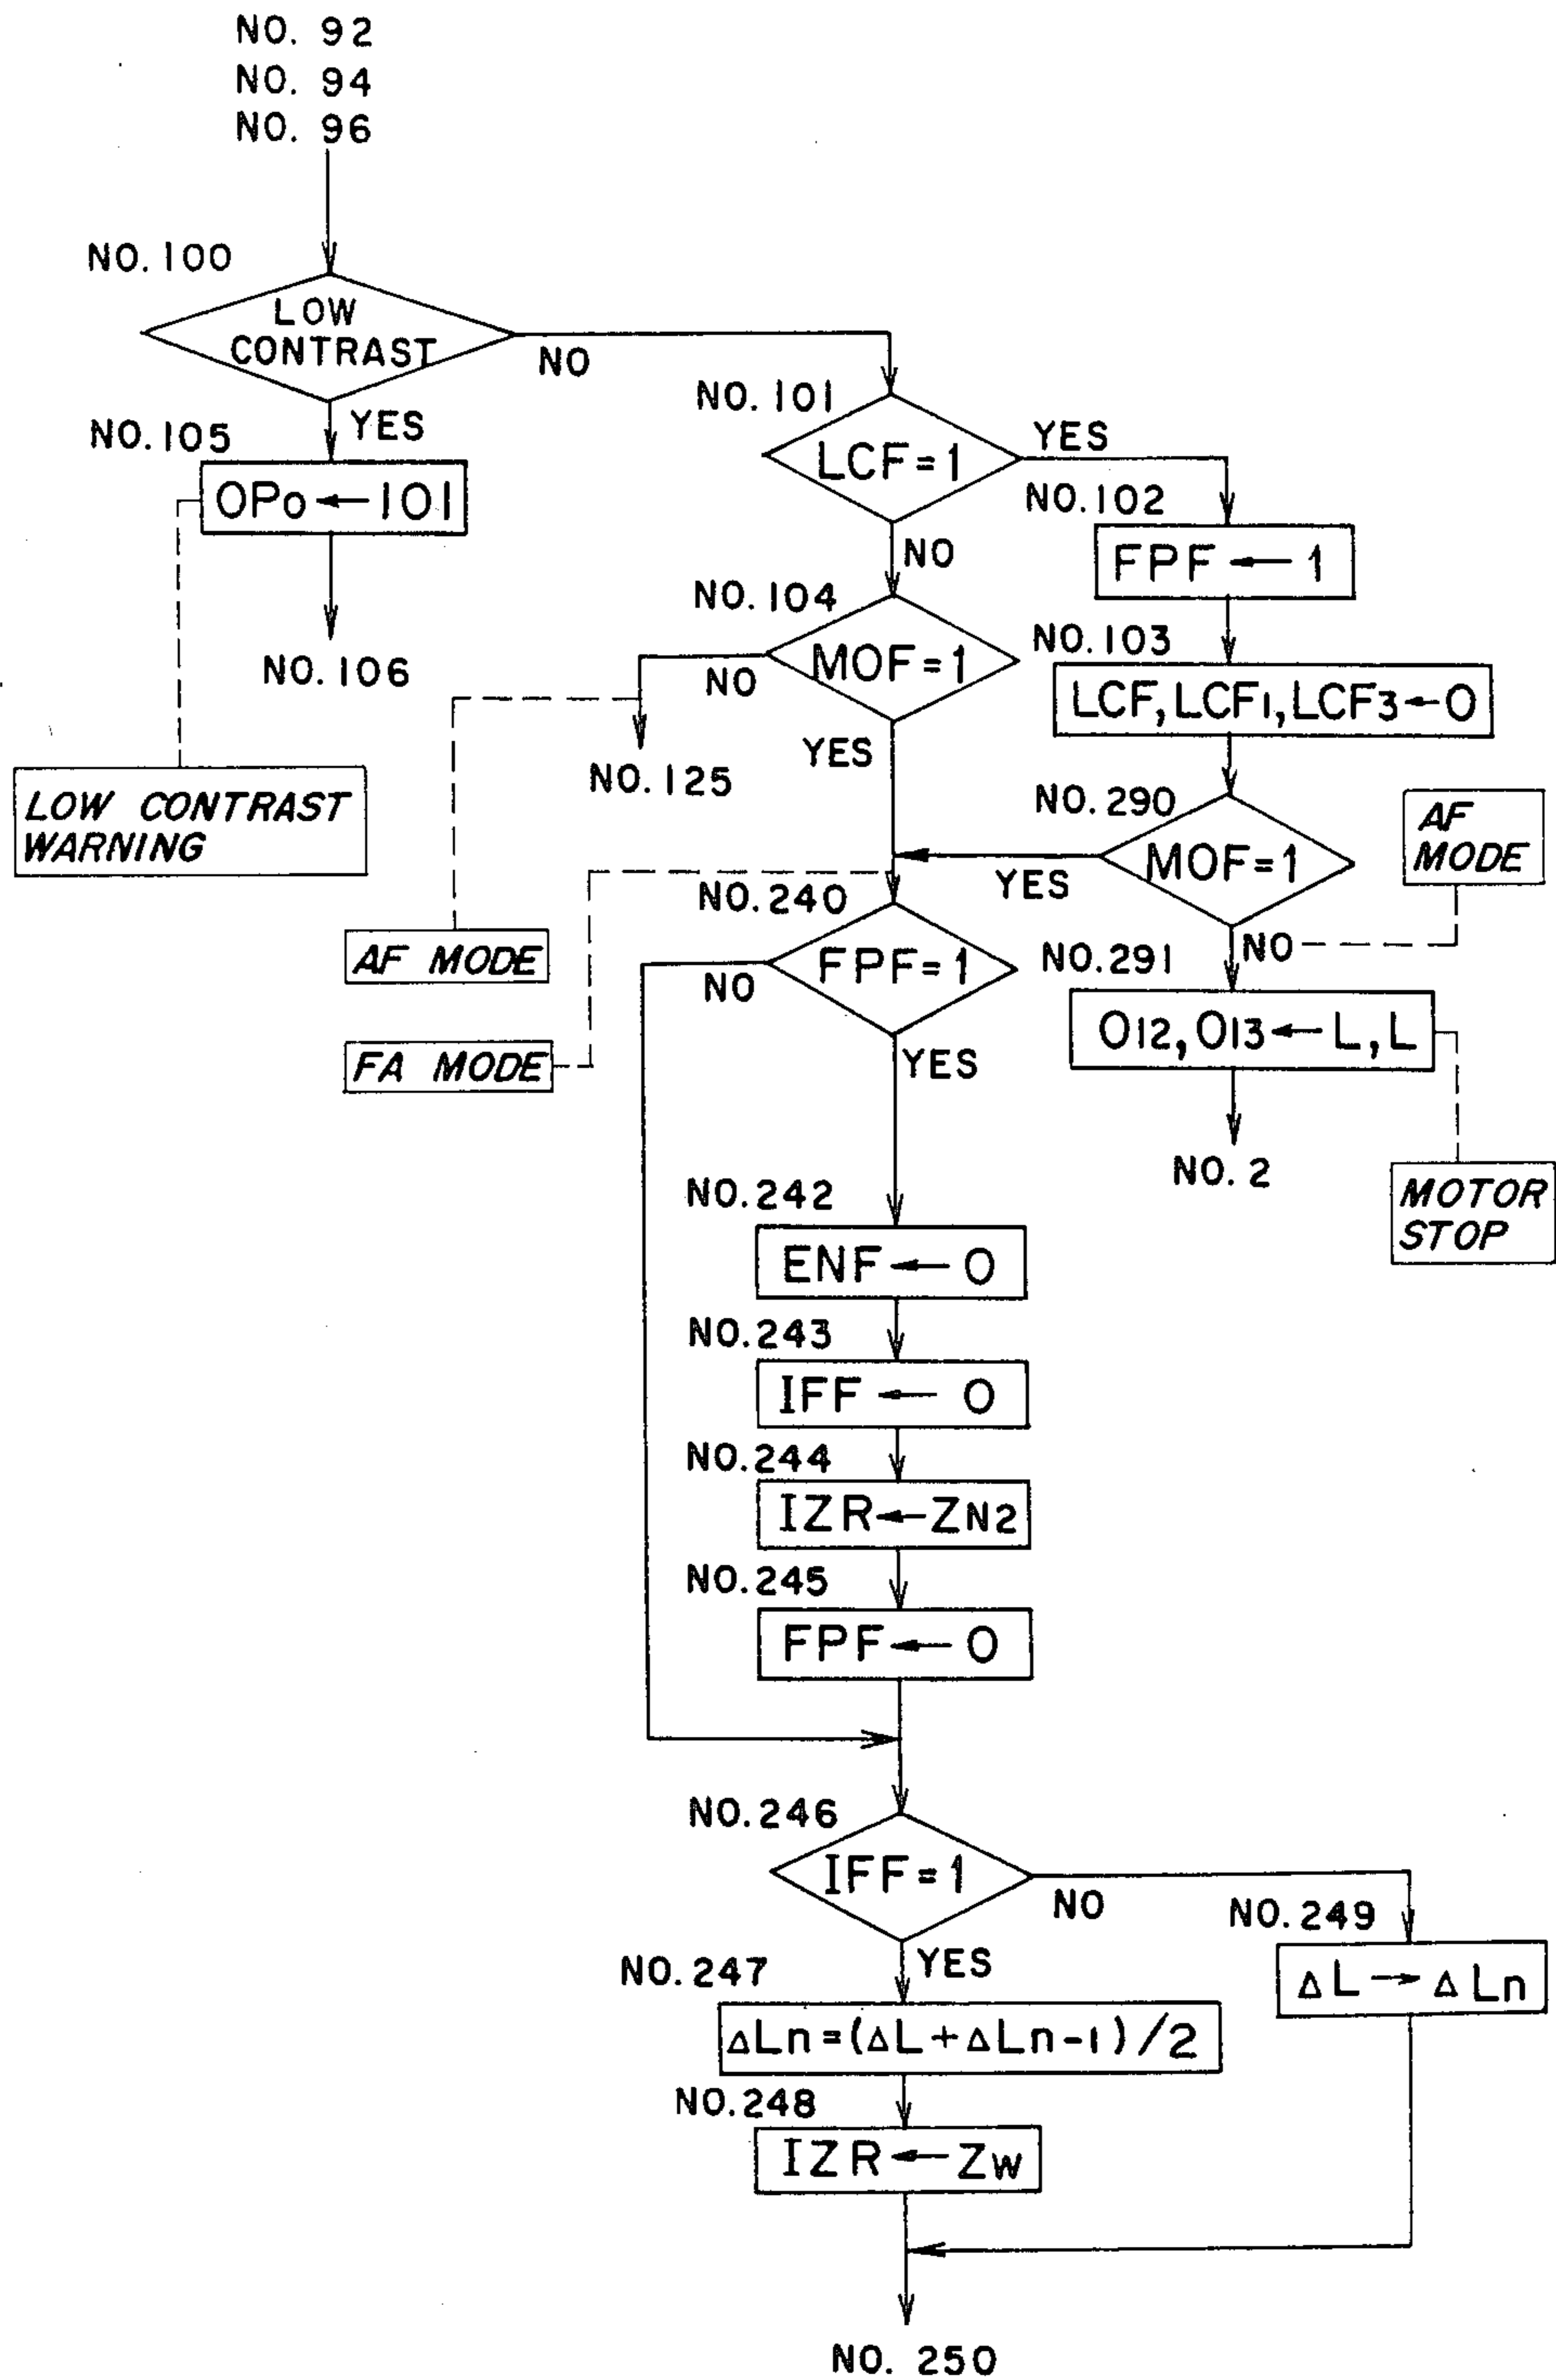 NO. 92
NO. 94
NO. 96
NO. 100
LOW
CONTRAST
NO
YES
NO. 101
LCF=1
YES
NO
NO. 105
OPo ← 101
NO. 106
LOW CONTRAST
WARNING
NO. 102
FPF ← 1
NO. 104
MOF=1
NO
YES
NO. 125
AF MODE
NO. 103
LCF, LCF1, LCF3 ← 0
NO. 290
MOF=1
YES
NO
AF
MODE
FA MODE
NO. 240
FPF=1
NO
YES
NO. 291
O12, O13 ← L, L
NO. 2
MOTOR
STOP
NO. 242
ENF ← 0
NO. 243
IFF ← 0
NO. 244
IZR ← ZN2
NO. 245
FPF ← 0
NO. 246
IFF=1
NO
YES
NO. 249
ΔL → ΔLn
NO. 247
ΔLn = (ΔL + ΔLn-1) / 2
NO. 248
IZR ← Zw
NO. 250